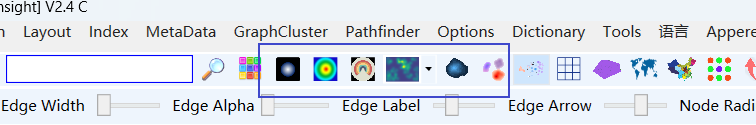 nsight] V2.4 C
Layout Index MetaData GraphCluster Pathfinder Options Dictionary Tools 语言 Appere
Edge Width Edge Alpha Edge Label Edge Arrow Node Radi